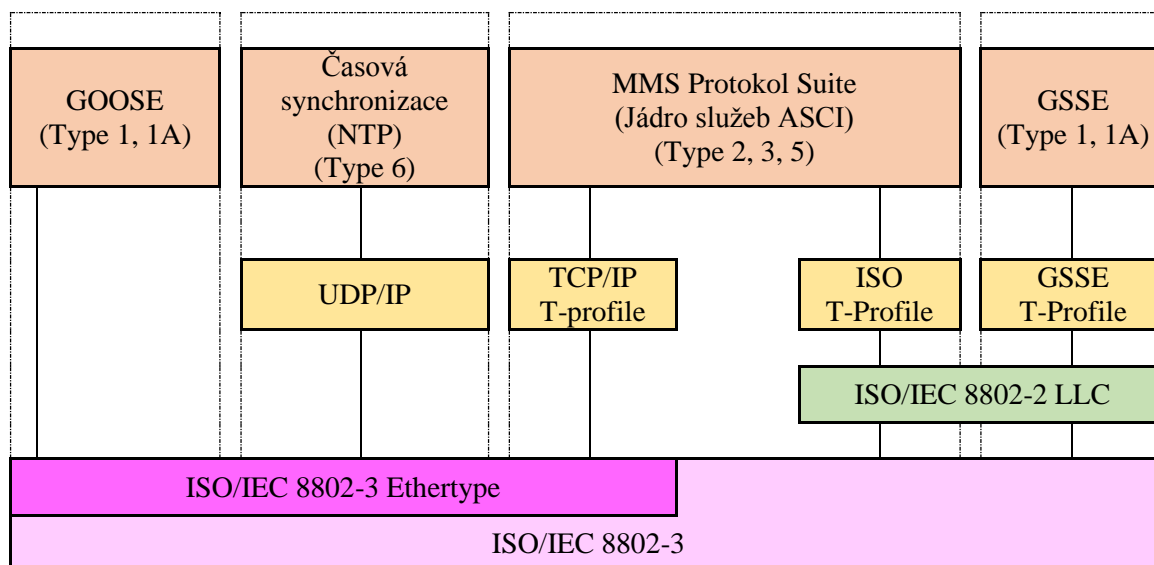 GOOSE
(Type 1, 1A)
Časová
synchronizace
(NTP)
(Type 6)
MMS Protokol Suite
(Jádro služeb ASCI)
(Type 2, 3, 5)
GSSE
(Type 1, 1A)
UDP/IP
TCP/IP
T-profile
ISO
T-Profile
GSSE
T-Profile
ISO/IEC 8802-2 LLC
ISO/IEC 8802-3 Ethertype
ISO/IEC 8802-3